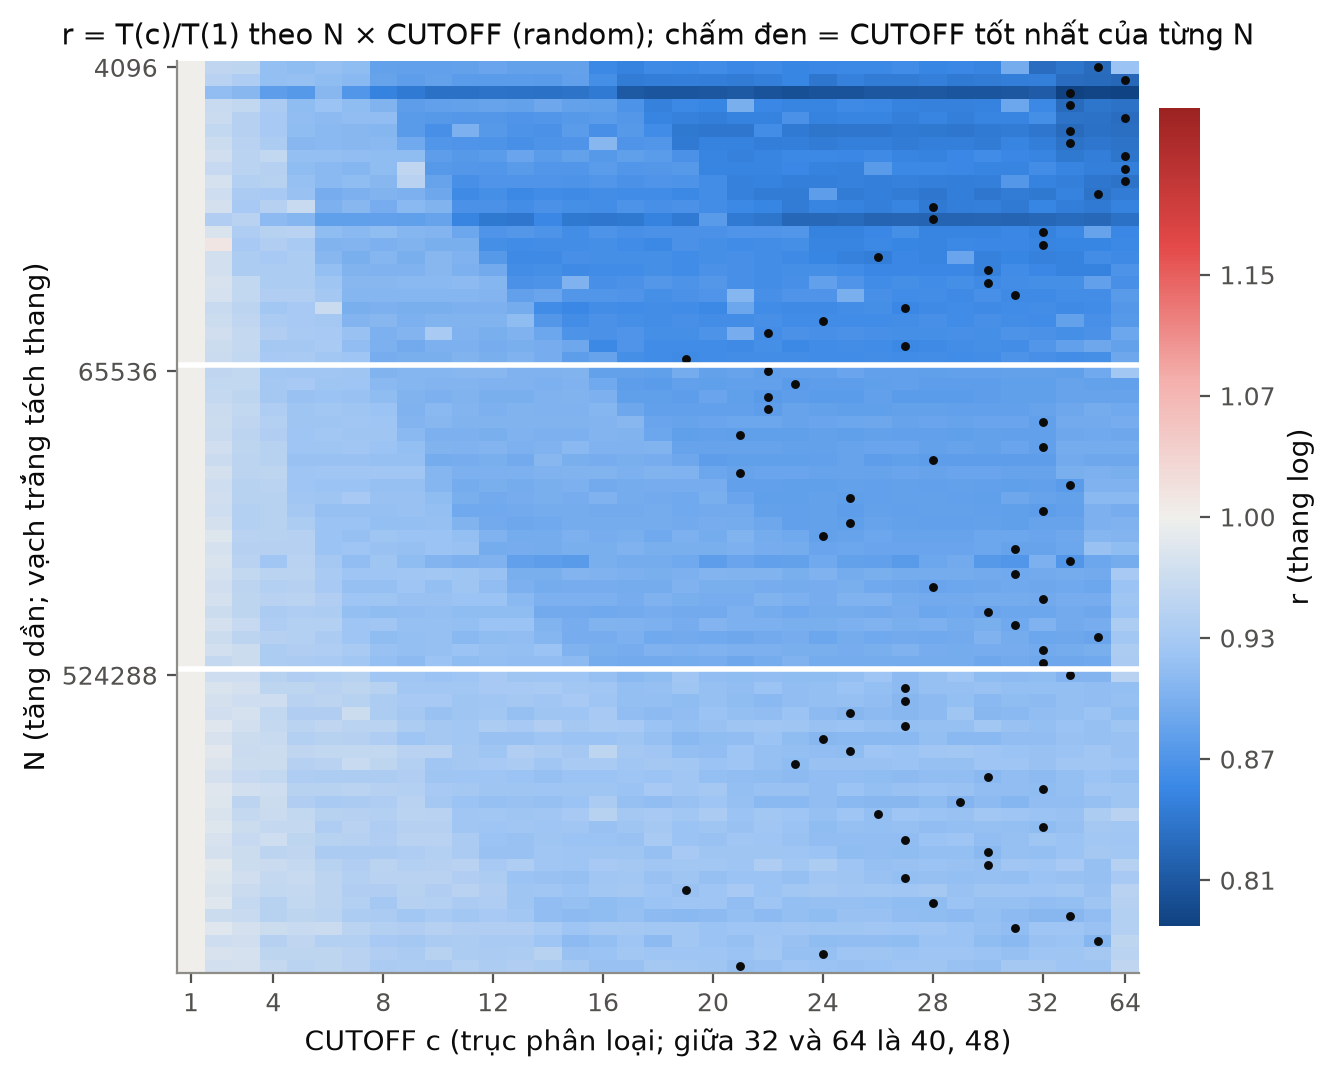 r = T(c)/T(1) theo N × CUTOFF (random); chấm đen = CUTOFF tốt nhất của từng N
4096
65536
524288
N (tăng dần; vạch trắng tách thang)
1 4 8 12 16 20 24 28 32 64
CUTOFF c (trục phân loại; giữa 32 và 64 là 40, 48)
1.15
1.07
1.00
0.93
0.87
0.81
r (thang log)